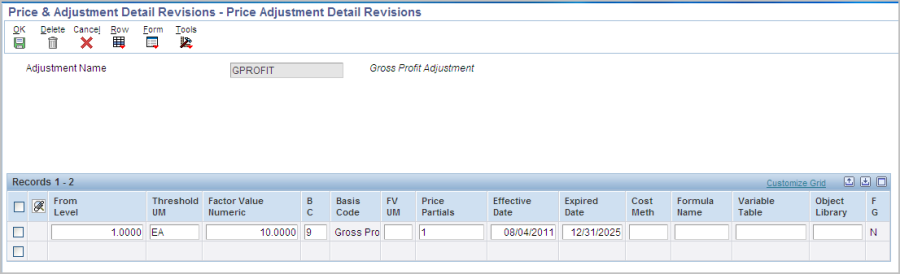 Price & Adjustment Detail Revisions - Price Adjustment Detail Revisions
OK Delete Cancel Row Form Tools
Adjustment Name GPROFIT Gross Profit Adjustment
Records 1 - 2 Customize Grid
From Level Threshold UM Factor Value Numeric B C Basis Code FV UM Price Partials Effective Date Expired Date Cost Meth Formula Name Variable Table Object Library F G
1.0000 EA 10.0000 9 Gross Pro 1 08/04/2011 12/31/2025 N